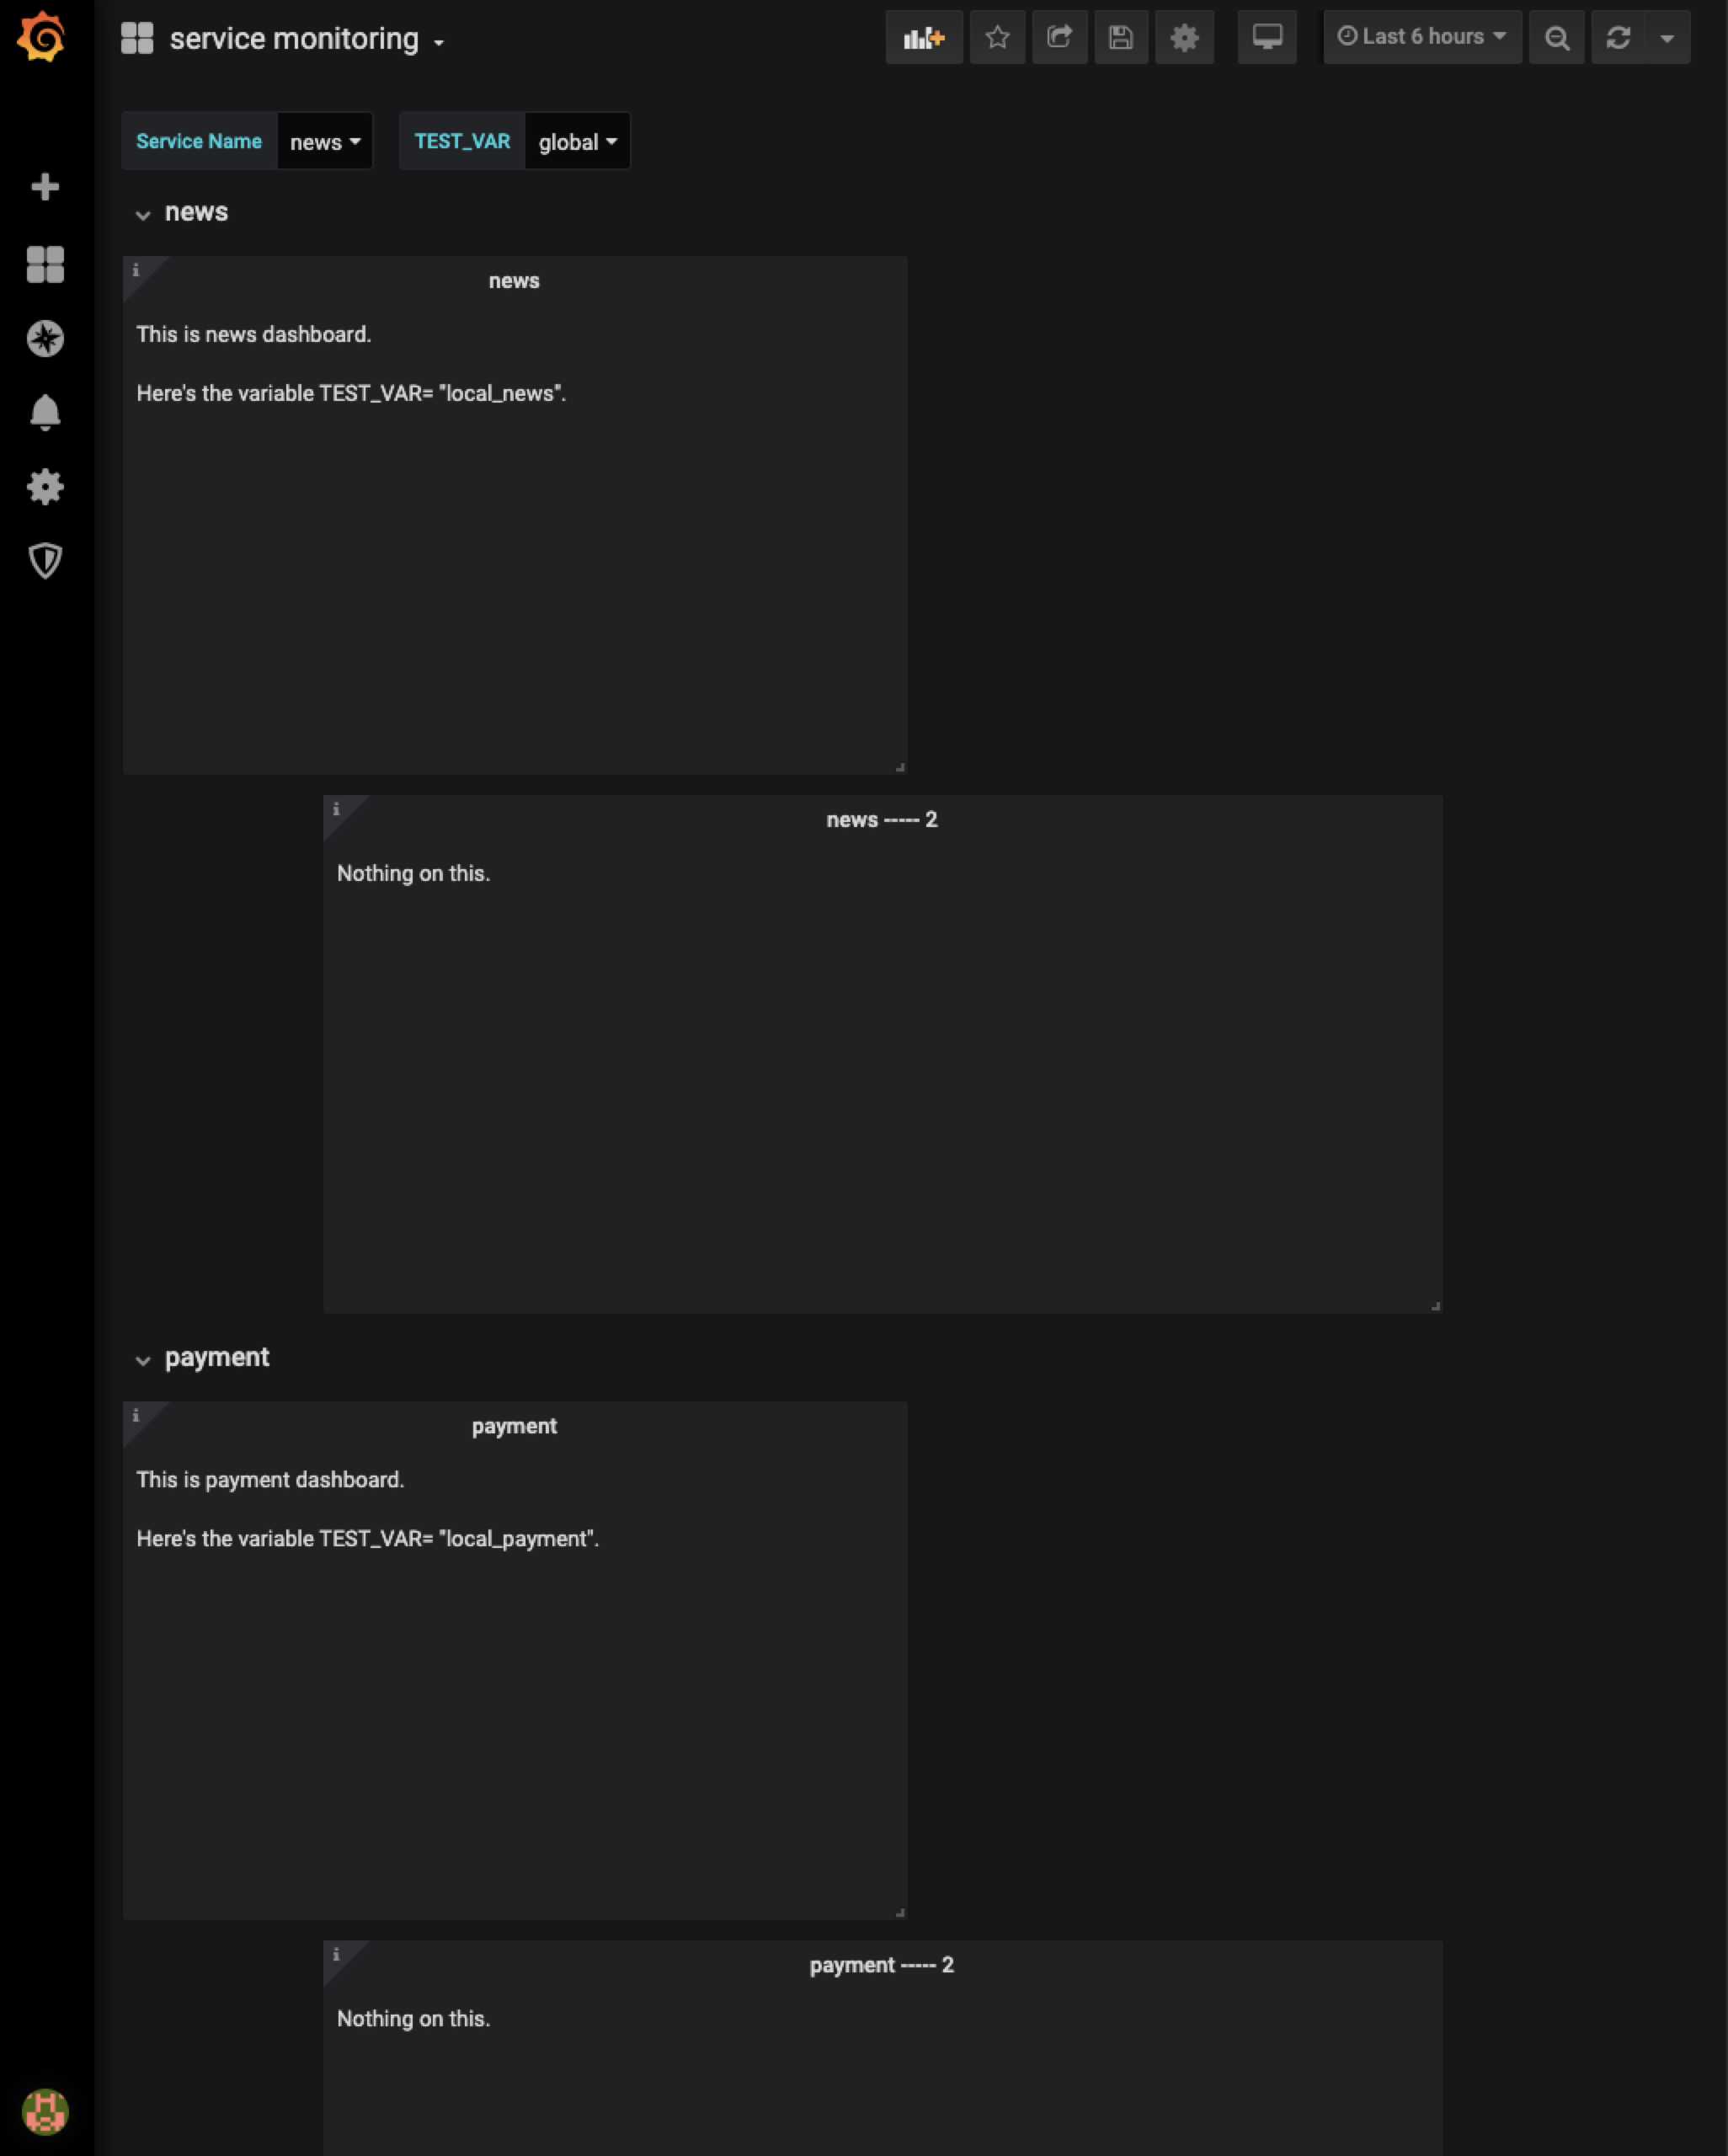 service monitoring
Last 6 hours
Service Name news TEST_VAR global
news
news
This is news dashboard.
Here's the variable TEST_VAR= "local_news".
news ----- 2
Nothing on this.
payment
payment
This is payment dashboard.
Here's the variable TEST_VAR= "local_payment".
payment ----- 2
Nothing on this.